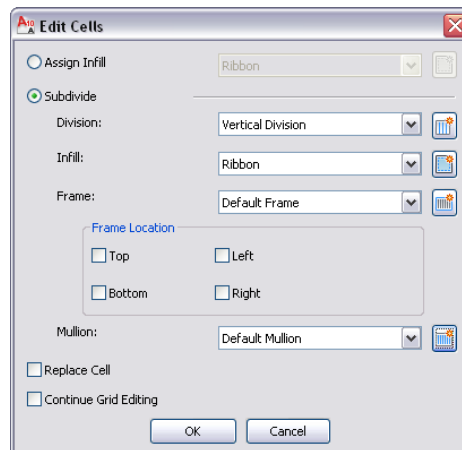 A10 A Edit Cells
Assign Infill Ribbon
Subdivide
Division: Vertical Division
Infill: Ribbon
Frame: Default Frame
Frame Location
Top Left
Bottom Right
Mullion: Default Mullion
Replace Cell
Continue Grid Editing
OK Cancel